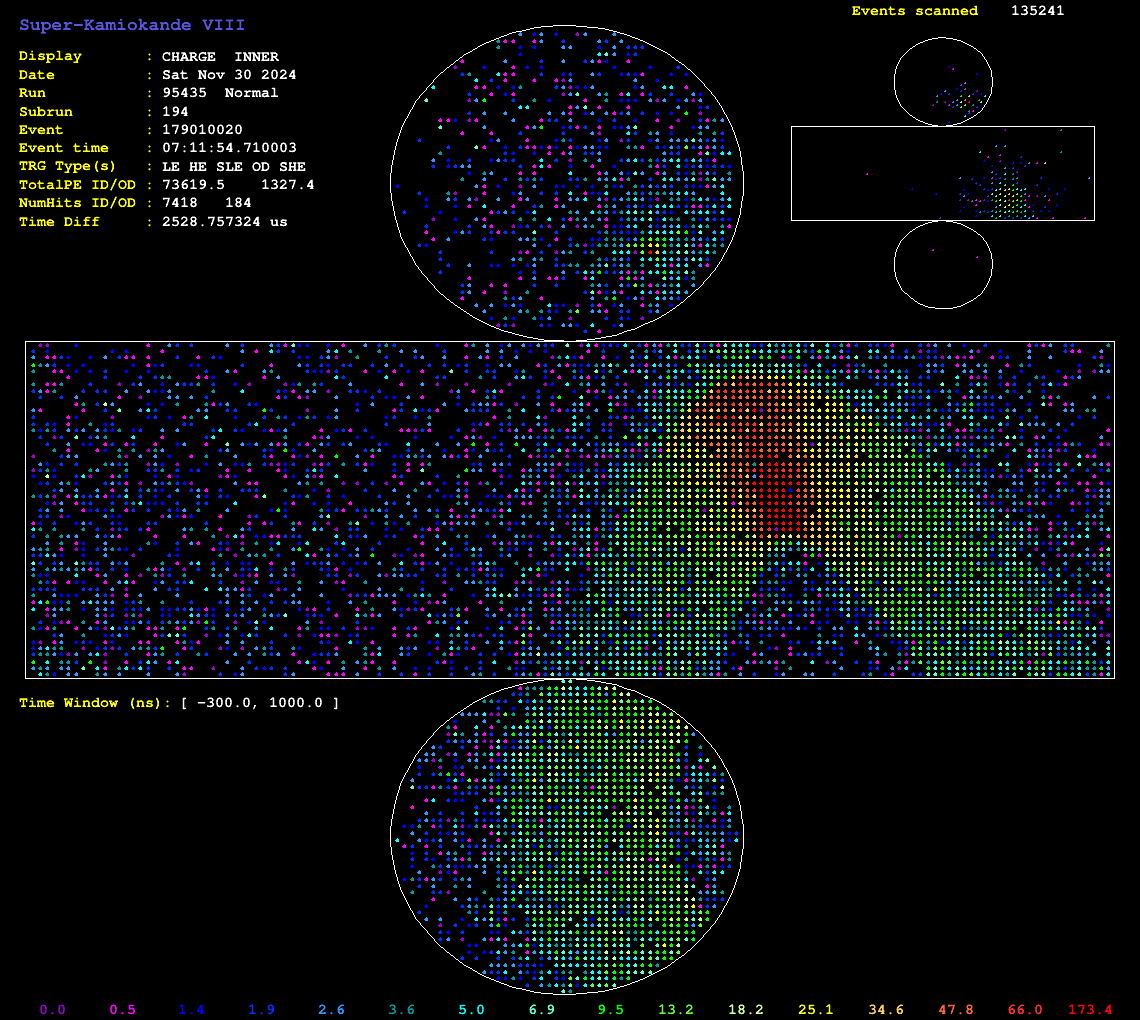 Super-Kamiokande VIII
Display : CHARGE INNER
Date : Sat Nov 30 2024
Run : 95435 Normal
Subrun : 194
Event : 179010020
Event time : 07:11:54.710003
TRG Type(s) : LE HE SLE OD SHE
TotalPE ID/OD : 73619.5 1327.4
NumHits ID/OD : 7418 184
Time Diff : 2528.757324 us
Events scanned 135241
Time Window (ns): [ -300.0, 1000.0 ]
0.0 0.5 1.4 1.9 2.6 3.6 5.0 6.9 9.5 13.2 18.2 25.1 34.6 47.8 66.0 173.4